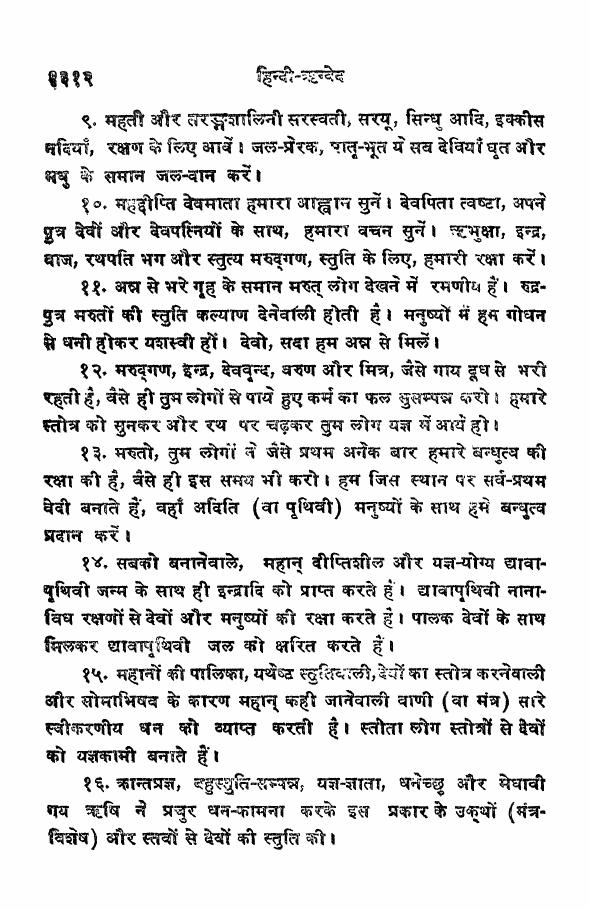 १३१२ हिन्दी-ऋग्वेद
९. महती और तरङ्गशालिनी सरस्वती, सरयू, सिन्धु आदि, इक्कीस
नदियाँ, रक्षण के लिए आवें। जल-प्रेरक, मातृ-भूत ये सब देवियाँ घृत और
मधु के समान जल-दान करें।
१०. महद्दीप्ति देवमाता हमारा आह्वान सुनें। देवपिता त्वष्टा, अपने
पुत्र देवों और देवपत्नियों के साथ, हमारा वचन सुनें। ऋभुक्षा, इन्द्र,
वाज, रथपति भग और स्तुत्य मरुद्गण, स्तुति के लिए, हमारी रक्षा करें।
११. अन्न से भरे गृह के समान मरुत् लोग देखने में रमणीय हैं। रुद्र-
पुत्र मरुतों की स्तुति कल्याण देनेवाली होती है। मनुष्यों में हम गोधन
से धनी होकर यशस्वी हों। देवो, सदा हम अन्न से मिलें।
१२. मरुद्गण, इन्द्र, देववृन्द, वरुण और मित्र, जैसे गाय दूध से भरी
रहती है, वैसे ही तुम लोगों से पाये हुए कर्म का फल सुसम्पन्न करो। हमारे
स्तोत्र को सुनकर और रथ पर चढ़कर तुम लोग यज्ञ में आये हो।
१३. मरुतो, तुम लोगों ने जैसे प्रथम अनेक बार हमारे बन्धुत्व की
रक्षा की है, वैसे ही इस समय भी करो। हम जिस स्थान पर सर्व-प्रथम
वेदी बनाते हैं, वहाँ अदिति (वा पृथिवी) मनुष्यों के साथ हमें बन्धुत्व
प्रदान करें।
१४. सबको बनानेवाले, महान् दीप्तिशील और यज्ञ-योग्य द्यावा-
पृथिवी जन्म के साथ ही इन्द्रादि को प्राप्त करते हैं। द्यावापृथिवी नाना-
विध रक्षणों से देवों और मनुष्यों की रक्षा करते हैं। पालक देवों के साथ
मिलकर द्यावापृथिवी जल को क्षरित करते हैं।
१५. महानों की पालिका, यथेष्ट स्तुतिवाली, देवों का स्तोत्र करनेवाली
और सोमाभिषव के कारण महान् कही जानेवाली वाणी (वा मंत्र) सारे
स्वीकरणीय धन को व्याप्त करती है। स्तोता लोग स्तोत्रों से देवों
को यज्ञकामी बनाते हैं।
१६. क्रान्तप्रज्ञ, बहुस्तुति-सम्पन्न, यज्ञ-ज्ञाता, धनेच्छु और मेधावी
गय ऋषि ने प्रचुर धन-कामना करके इस प्रकार के उक्थों (मंत्र-
विशेष) और स्तवों से देवों की स्तुति की।